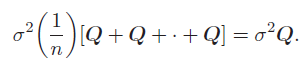 σ²(1/n)[Q + Q + · + Q] = σ²Q.